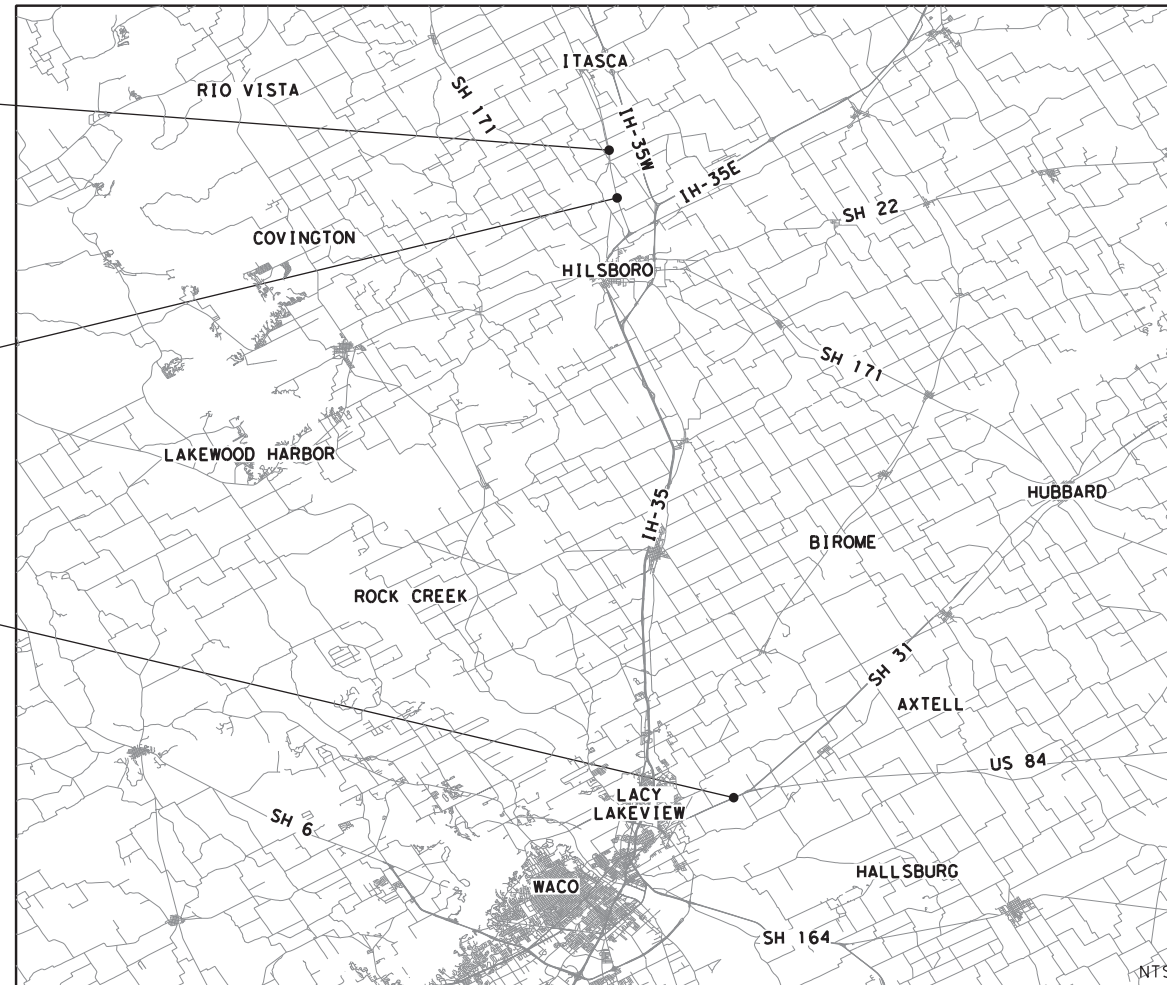 ITASCA
RIO VISTA
SH 171
IH-35W
IH-35E
SH 22
COVINGTON
HILSBORO
SH 171
LAKEWOOD HARBOR
HUBBARD
IH-35
BIROME
ROCK CREEK
SH 31
AXTELL
US 84
LACY
LAKEVIEW
SH 6
HALLSBURG
WACO
SH 164
NTS